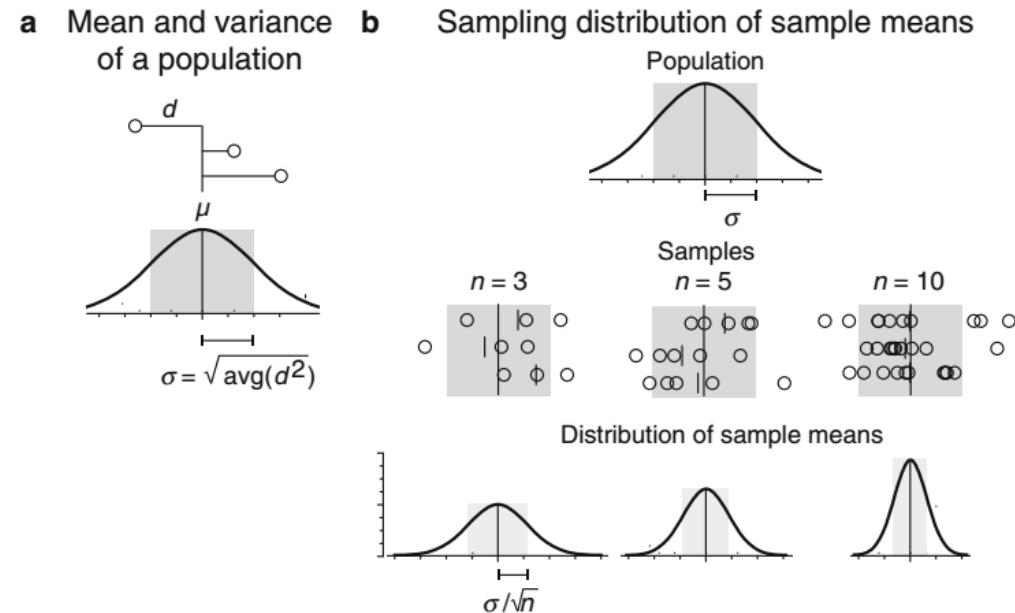 a Mean and variance of a population
d
μ
σ = √avg(d²)
b Sampling distribution of sample means
Population
σ
Samples
n = 3
n = 5
n = 10
Distribution of sample means
σ/√n